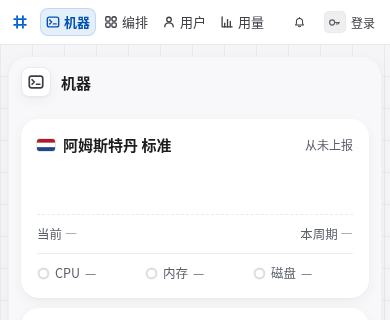 机器 编排 用户 用量 登录
机器
阿姆斯特丹 标准 从未上报
当前 — 本周期 —
CPU — 内存 — 磁盘 —